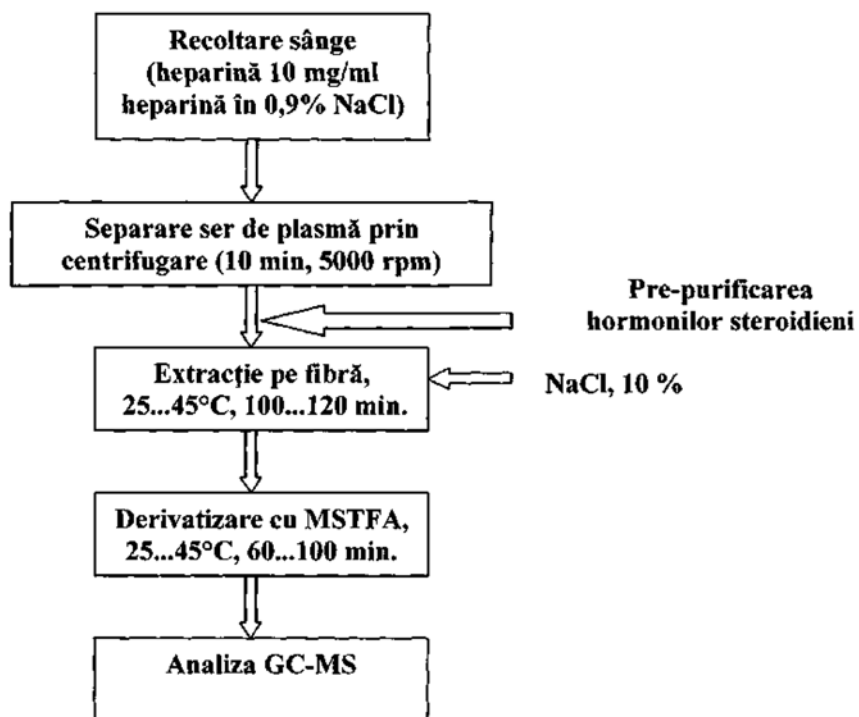 Recoltare sânge
(heparină 10 mg/ml
heparină în 0,9% NaCl)
Separare ser de plasmă prin
centrifugare (10 min, 5000 rpm)
Pre-purificarea
hormonilor steroidieni
Extracție pe fibră,
25...45°C, 100...120 min.
NaCl, 10 %
Derivatizare cu MSTFA,
25...45°C, 60...100 min.
Analiza GC-MS